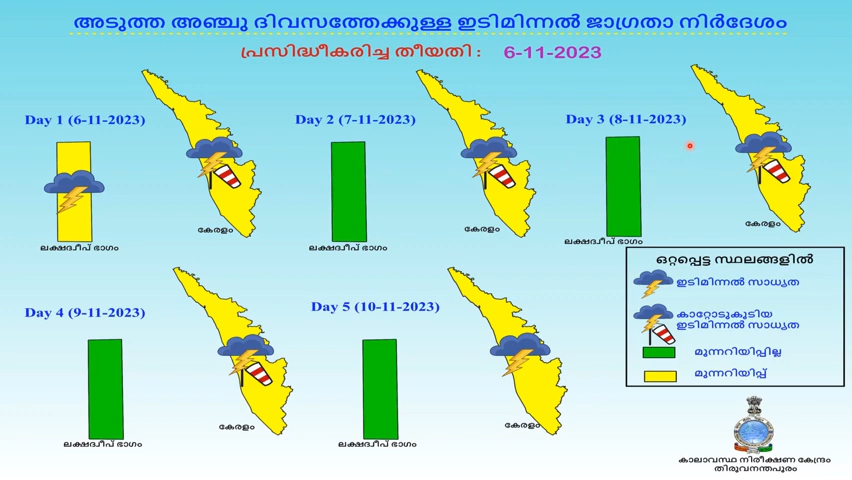 അടുത്ത അഞ്ചു ദിവസത്തേക്കുള്ള ഇടിമിന്നൽ ജാഗ്രതാ നിർദേശം
പ്രസിദ്ധീകരിച്ച തീയതി : 6-11-2023
Day 1 (6-11-2023)
ലക്ഷദ്വീപ് ഭാഗം
കേരളം
Day 2 (7-11-2023)
ലക്ഷദ്വീപ് ഭാഗം
കേരളം
Day 3 (8-11-2023)
ലക്ഷദ്വീപ് ഭാഗം
കേരളം
Day 4 (9-11-2023)
ലക്ഷദ്വീപ് ഭാഗം
കേരളം
Day 5 (10-11-2023)
ലക്ഷദ്വീപ് ഭാഗം
കേരളം
ഒറ്റപ്പെട്ട സ്ഥലങ്ങളിൽ
ഇടിമിന്നൽ സാധ്യത
കാറ്റോടുകൂടിയ
ഇടിമിന്നൽ സാധ്യത
മുന്നറിയിപ്പില്ല
മുന്നറിയിപ്പ്
കാലാവസ്ഥ നിരീക്ഷണ കേന്ദ്രം
തിരുവനന്തപുരം